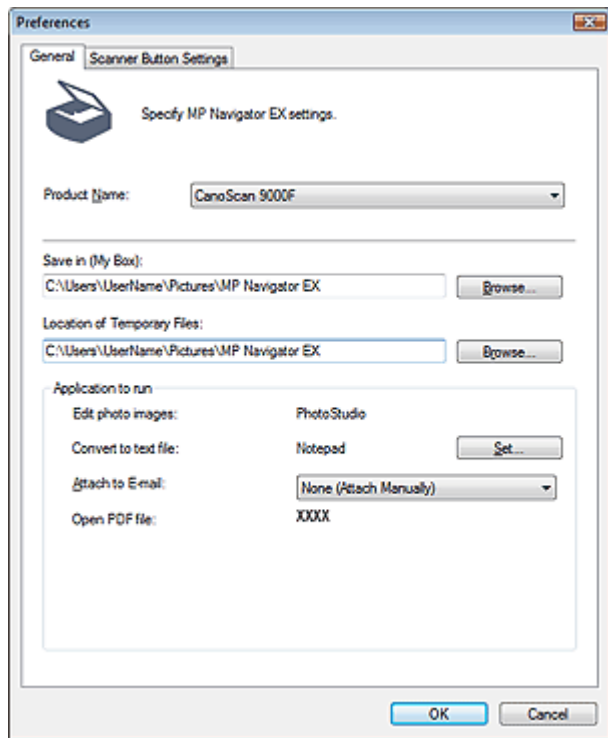 Preferences
General Scanner Button Settings
Specify MP Navigator EX settings.
Product Name: CanoScan 9000F
Save in (My Box):
C:\Users\UserName\Pictures\MP Navigator EX Browse...
Location of Temporary Files:
C:\Users\UserName\Pictures\MP Navigator EX Browse...
Application to run
Edit photo images: PhotoStudio
Convert to text file: Notepad Set...
Attach to E-mail: None (Attach Manually)
Open PDF file: XXXX
OK Cancel